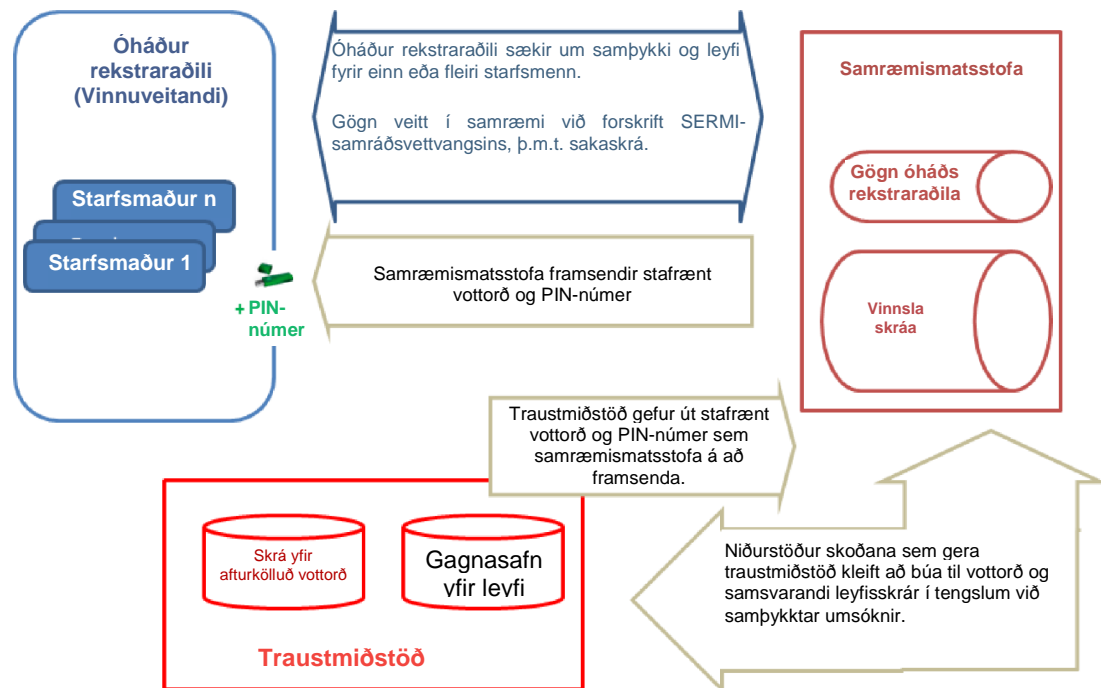 Óháður
rekstraraðili
(Vinnuveitandi)
Starfsmaður n
Starfsmaður 1
+ PIN-
númer
Óháður rekstraraðili sækir um samþykki og leyfi
fyrir einn eða fleiri starfsmenn.
Gögn veitt í samræmi við forskrift SERMI-
samráðsvettvangsins, þ.m.t. sakaskrá.
Samræmismatsstofa framsendir stafrænt
vottorð og PIN-númer
Samræmismatsstofa
Gögn óháðs
rekstraraðila
Vinnsla
skráa
Traustmiðstöð gefur út stafrænt
vottorð og PIN-númer sem
samræmismatsstofa á að
framsenda.
Skrá yfir
afturkölluð vottorð
Gagnasafn
yfir leyfi
Traustmiðstöð
Niðurstöður skoðana sem gera
traustmiðstöð kleift að búa til vottorð og
samsvarandi leyfisskrár í tengslum við
samþykktar umsóknir.